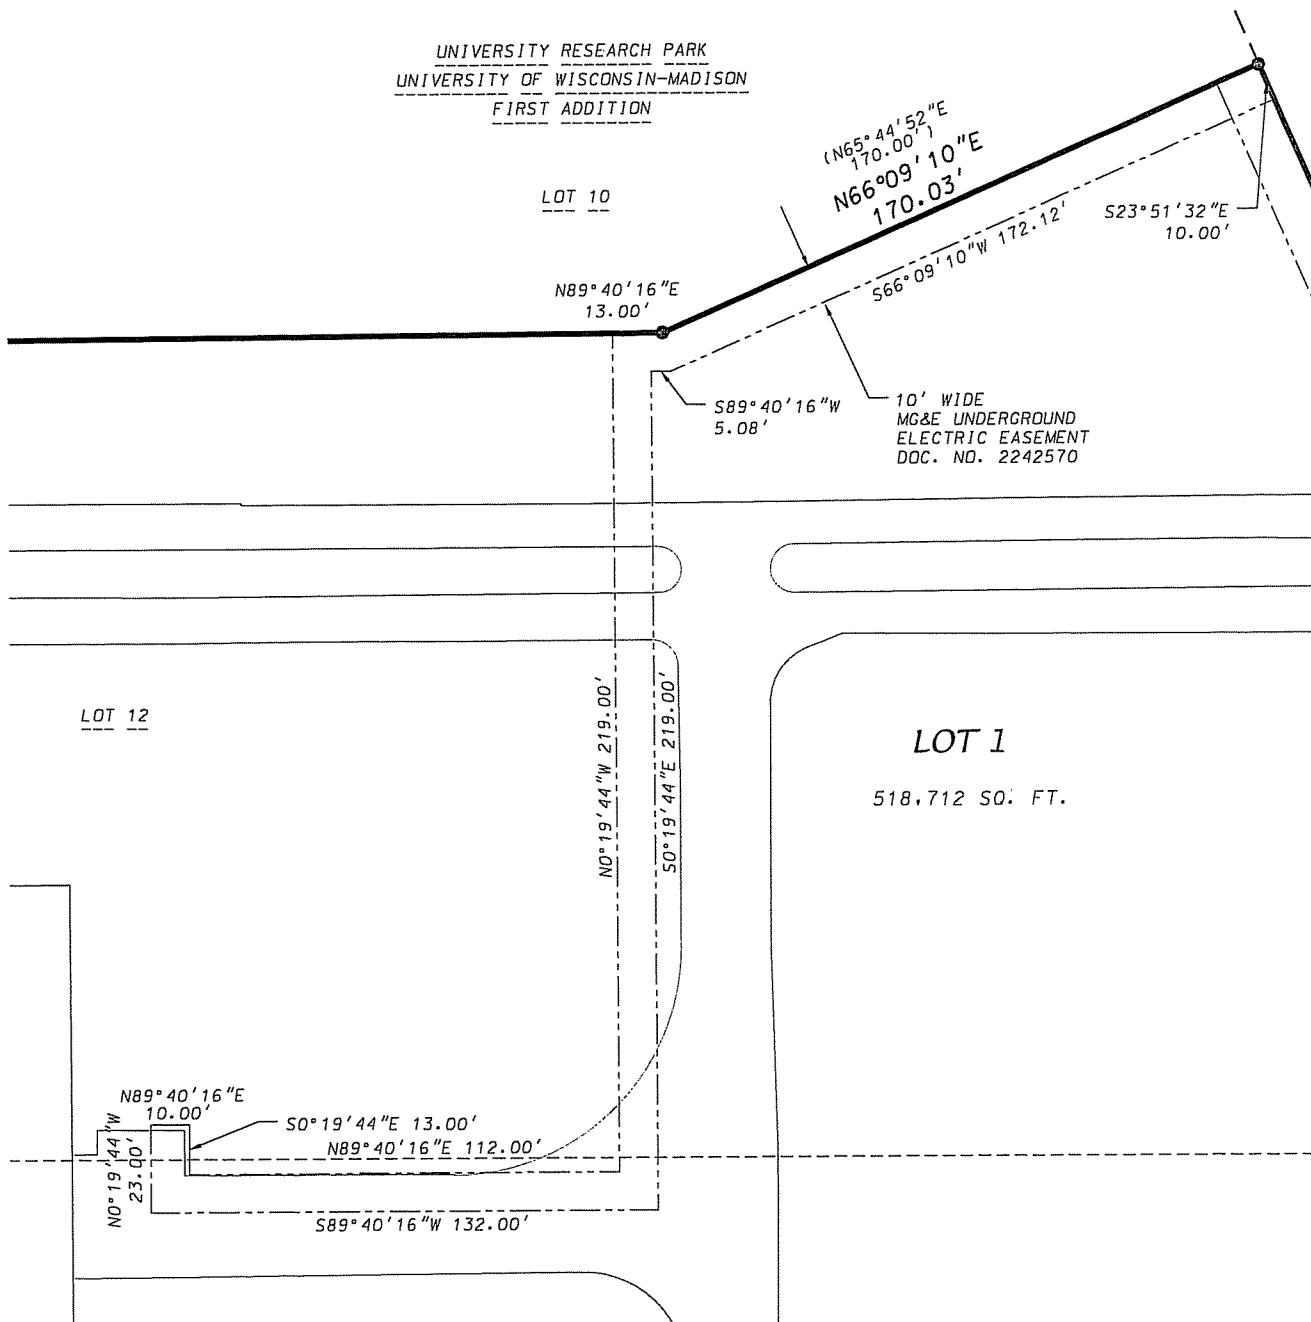 UNIVERSITY RESEARCH PARK
UNIVERSITY OF WISCONSIN-MADISON
FIRST ADDITION
(N65°44'52"E
170.00')
N66°09'10"E
170.03'
LOT 10
S23°51'32"E
10.00'
S66°09'10"W 172.12'
N89°40'16"E
13.00'
S89°40'16"W
5.08'
10' WIDE
MG&E UNDERGROUND
ELECTRIC EASEMENT
DOC. NO. 2242570
N0°19'44"W 219.00'
S0°19'44"E 219.00'
LOT 12
LOT 1
518,712 SQ. FT.
N89°40'16"E
10.00'
S0°19'44"E 13.00'
N89°40'16"E 112.00'
N0°19'44"W
23.00'
S89°40'16"W 132.00'